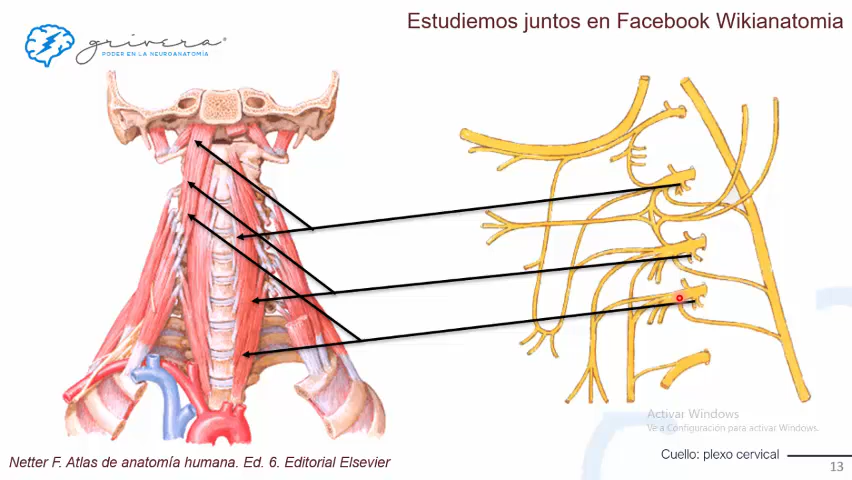 Estudiemos juntos en Facebook Wikianatomia
grivera®
PODER EN LA NEUROANATOMÍA
Activar Windows
Ve a Configuración para activar Windows.
Cuello: plexo cervical
Netter F. Atlas de anatomía humana. Ed. 6. Editorial Elsevier
13